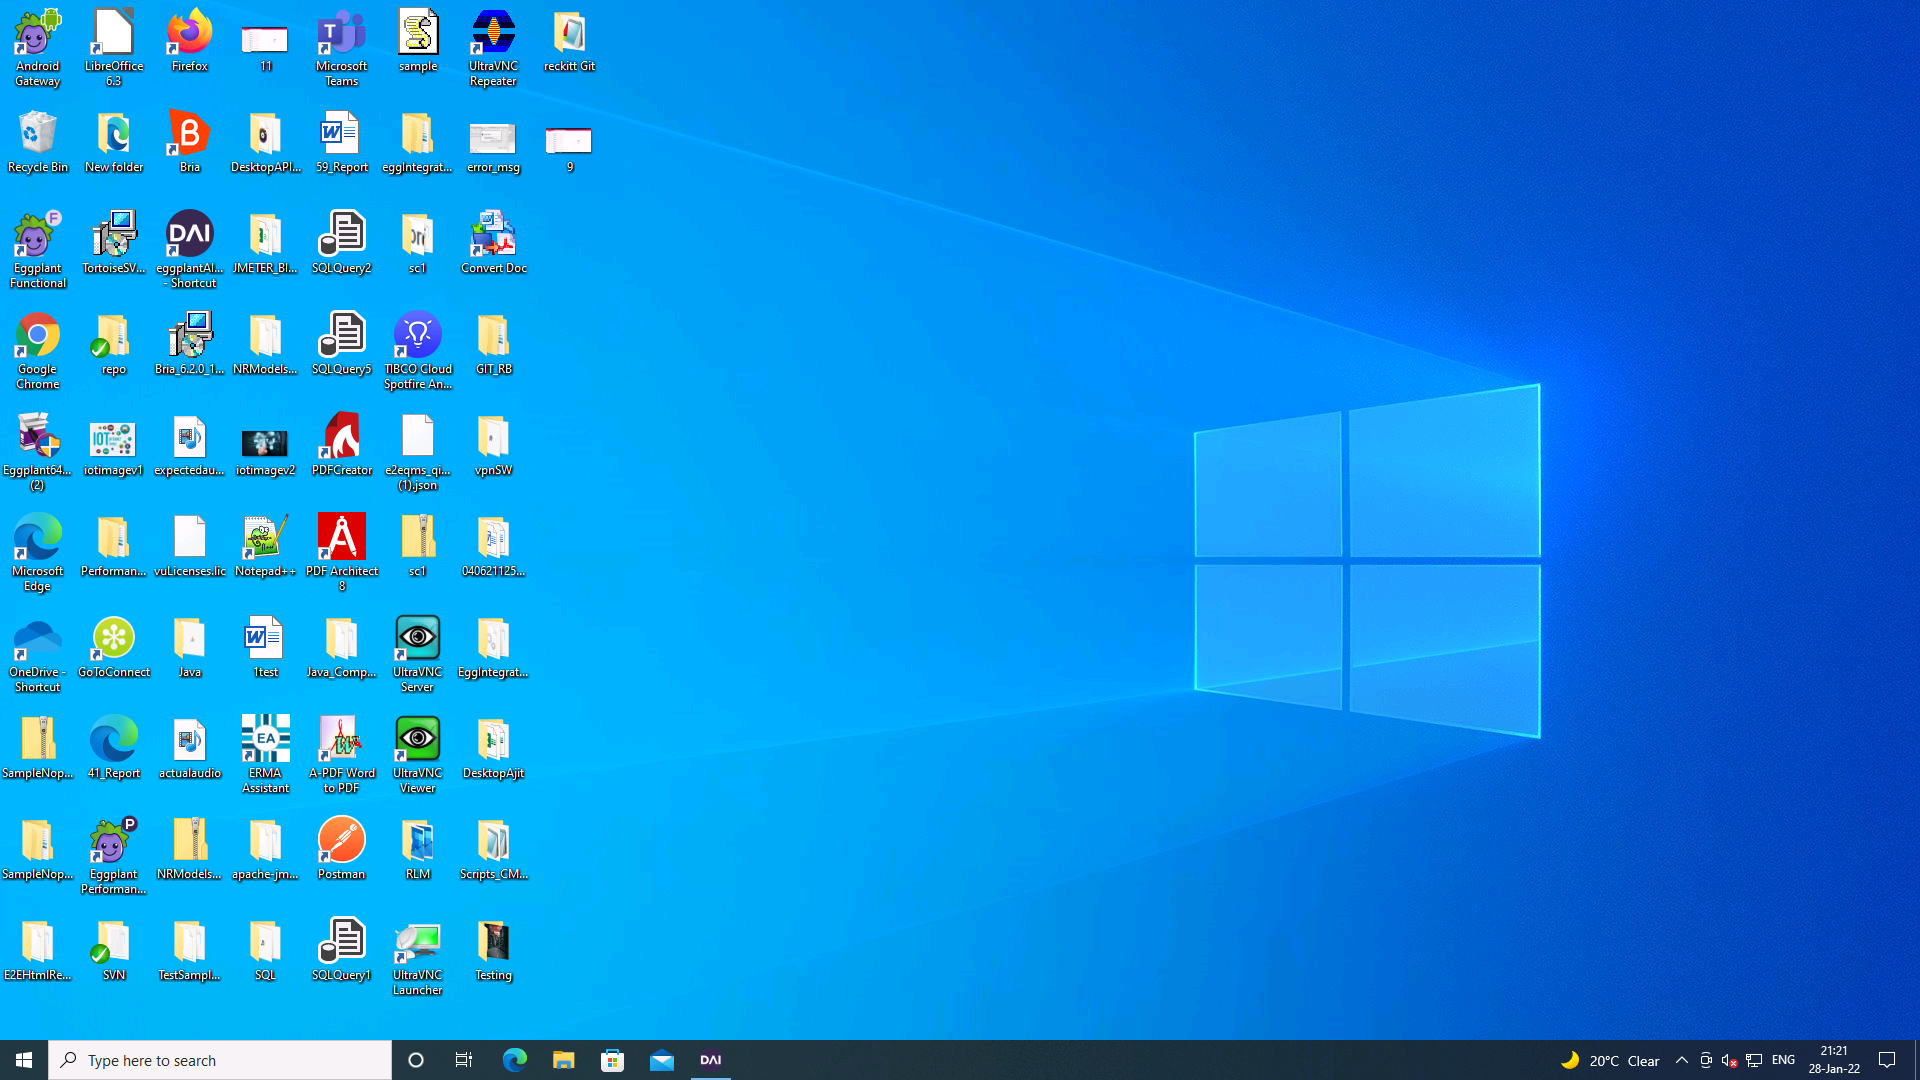 Android
Gateway
LibreOffice
6.3
Firefox
11
Microsoft
Teams
sample
UltraVNC
Repeater
reckitt Git
Recycle Bin
New folder
Bria
DesktopAPI...
59_Report
eggIntegrat...
error_msg
9
Eggplant
Functional
TortoiseSV...
DAI
eggplantAI...
- Shortcut
JMETER_BI...
SQLQuery2
sc1
Convert Doc
Google
Chrome
repo
Bria_6.2.0_1...
NRModels...
SQLQuery5
TIBCO Cloud
Spotfire An...
GIT_RB
Eggplant64...
(2)
IOT
iotimagev1
expectedau...
iotimagev2
PDFCreator
e2eqms_qi...
(1).json
vpnSW
Microsoft
Edge
Performan...
vuLicenses.lic
Notepad++
PDF Architect
8
sc1
040621125...
OneDrive -
Shortcut
GoToConnect
Java
1test
Java_Comp...
UltraVNC
Server
EggIntegrat...
SampleNop...
41_Report
actualaudio
EA
ERMA
Assistant
A-PDF Word
to PDF
UltraVNC
Viewer
DesktopAjit
SampleNop...
Eggplant
Performan...
NRModels...
apache-jm...
Postman
RLM
Scripts_CM...
E2EHtmlRe...
SVN
TestSampl...
SQL
SQLQuery1
UltraVNC
Launcher
Testing
Type here to search
DAI
20°C Clear
ENG
21:21
28-Jan-22